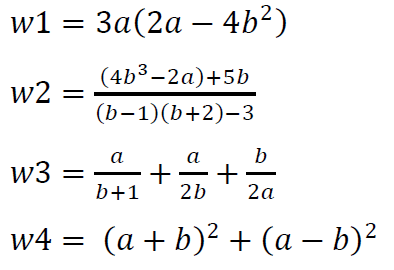 w1 = 3a(2a − 4b²)
w2 = ((4b³−2a)+5b)/((b−1)(b+2)−3)
w3 = a/(b+1) + a/(2b) + b/(2a)
w4 = (a + b)² + (a − b)²